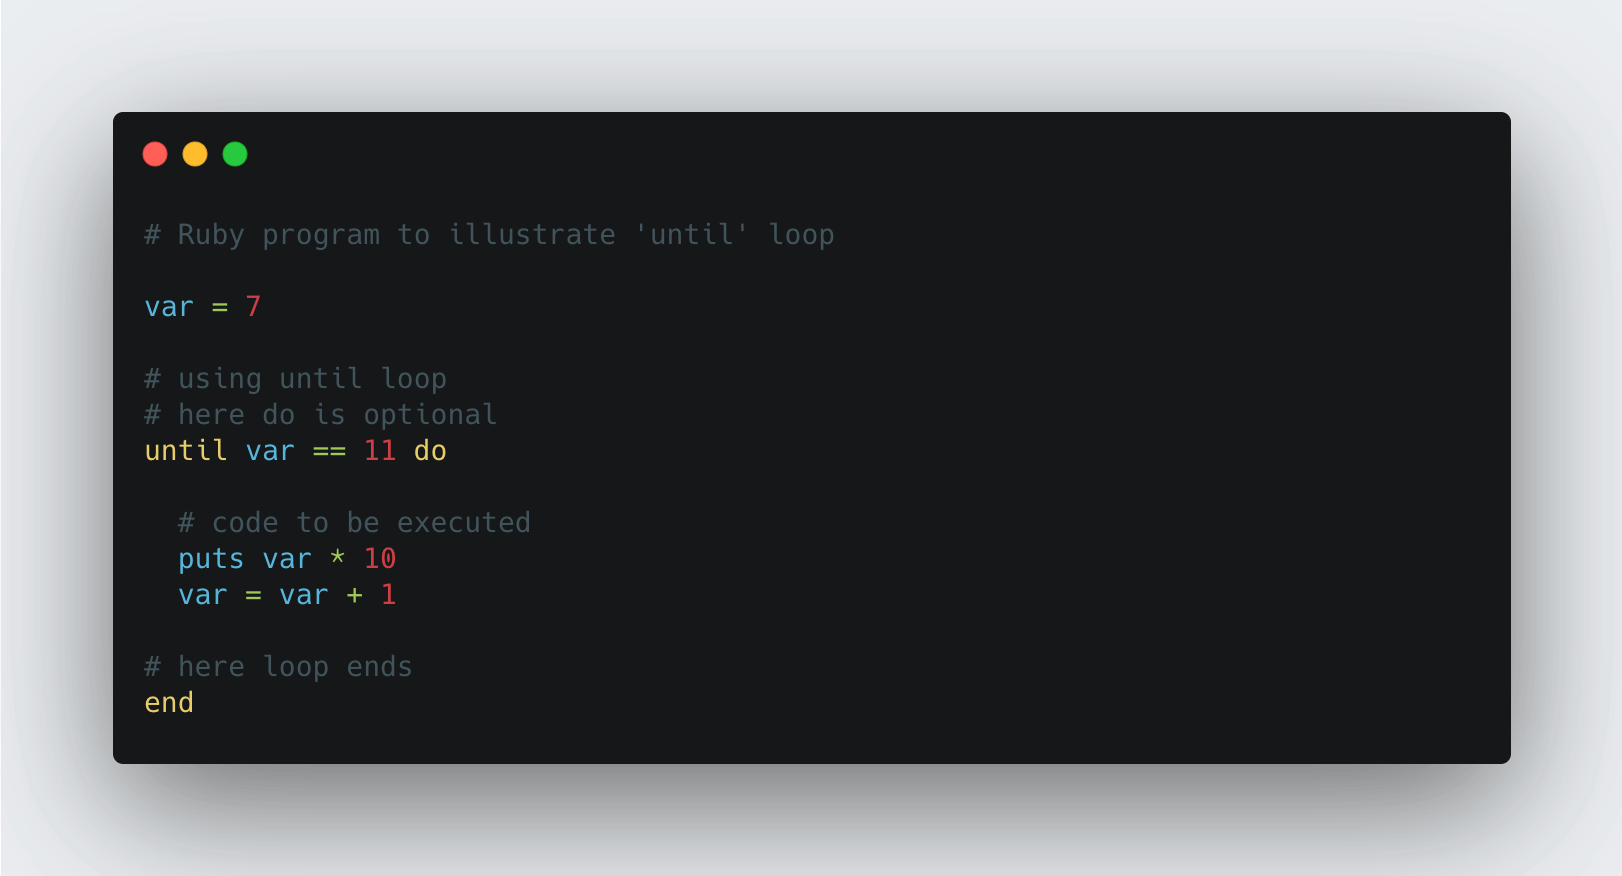 # Ruby program to illustrate 'until' loop
var = 7
# using until loop
# here do is optional
until var == 11 do
  # code to be executed
  puts var * 10
  var = var + 1
# here loop ends
end